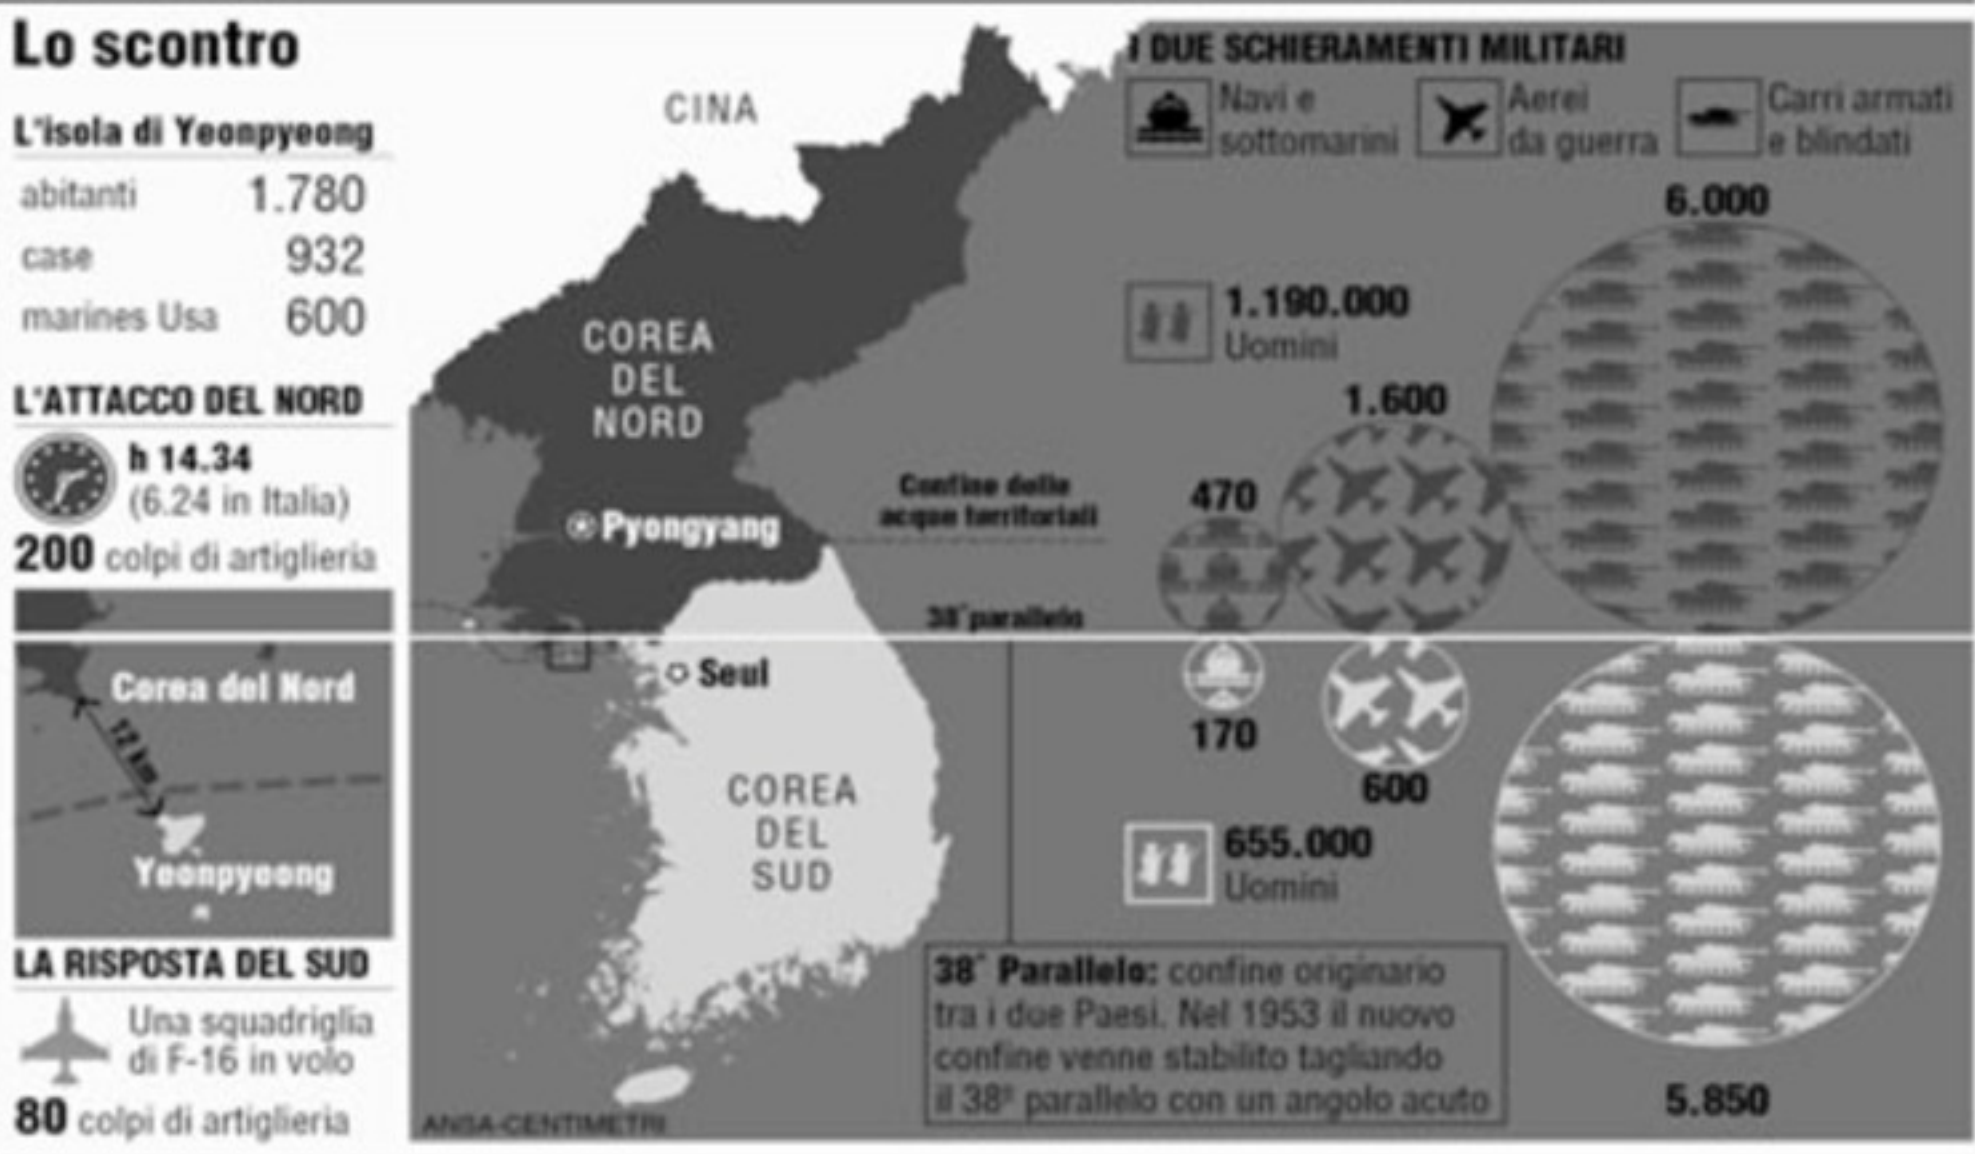 Lo scontro
L'isola di Yeonpyeong
abitanti 1.780
case 932
marines Usa 600
L'ATTACCO DEL NORD
h 14.34
(6.24 in Italia)
200 colpi di artiglieria
Corea del Nord
12 km
Yeonpyeong
LA RISPOSTA DEL SUD
Una squadriglia
di F-16 in volo
80 colpi di artiglieria
CINA
COREA
DEL
NORD
Pyongyang
Confine delle
acque territoriali
38°parallelo
Seul
COREA
DEL
SUD
ANSA-CENTIMETRI
I DUE SCHIERAMENTI MILITARI
Navi e
sottomarini
Aerei
da guerra
Carri armati
e blindati
6.000
1.190.000
Uomini
1.600
470
170
600
655.000
Uomini
5.850
38° Parallelo: confine originario
tra i due Paesi. Nel 1953 il nuovo
confine venne stabilito tagliando
il 38º parallelo con un angolo acuto